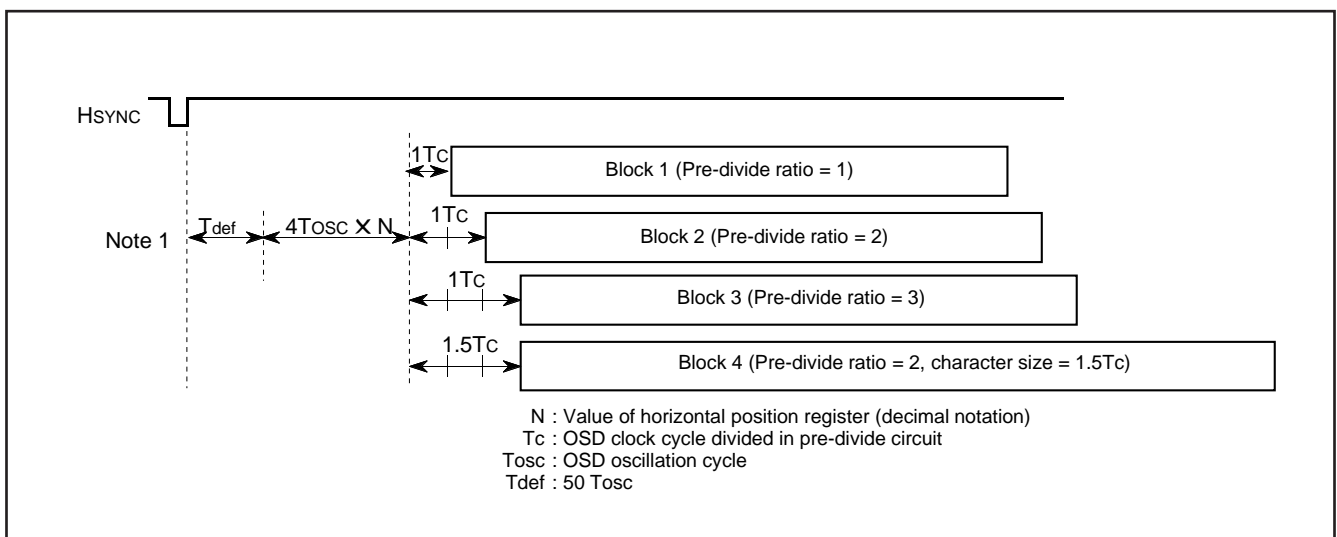 HSYNC
1TC
Block 1 (Pre-divide ratio = 1)
Note 1
Tdef
4TOSC × N
1TC
Block 2 (Pre-divide ratio = 2)
1TC
Block 3 (Pre-divide ratio = 3)
1.5TC
Block 4 (Pre-divide ratio = 2, character size = 1.5Tc)
N : Value of horizontal position register (decimal notation)
Tc : OSD clock cycle divided in pre-divide circuit
Tosc : OSD oscillation cycle
Tdef : 50 Tosc